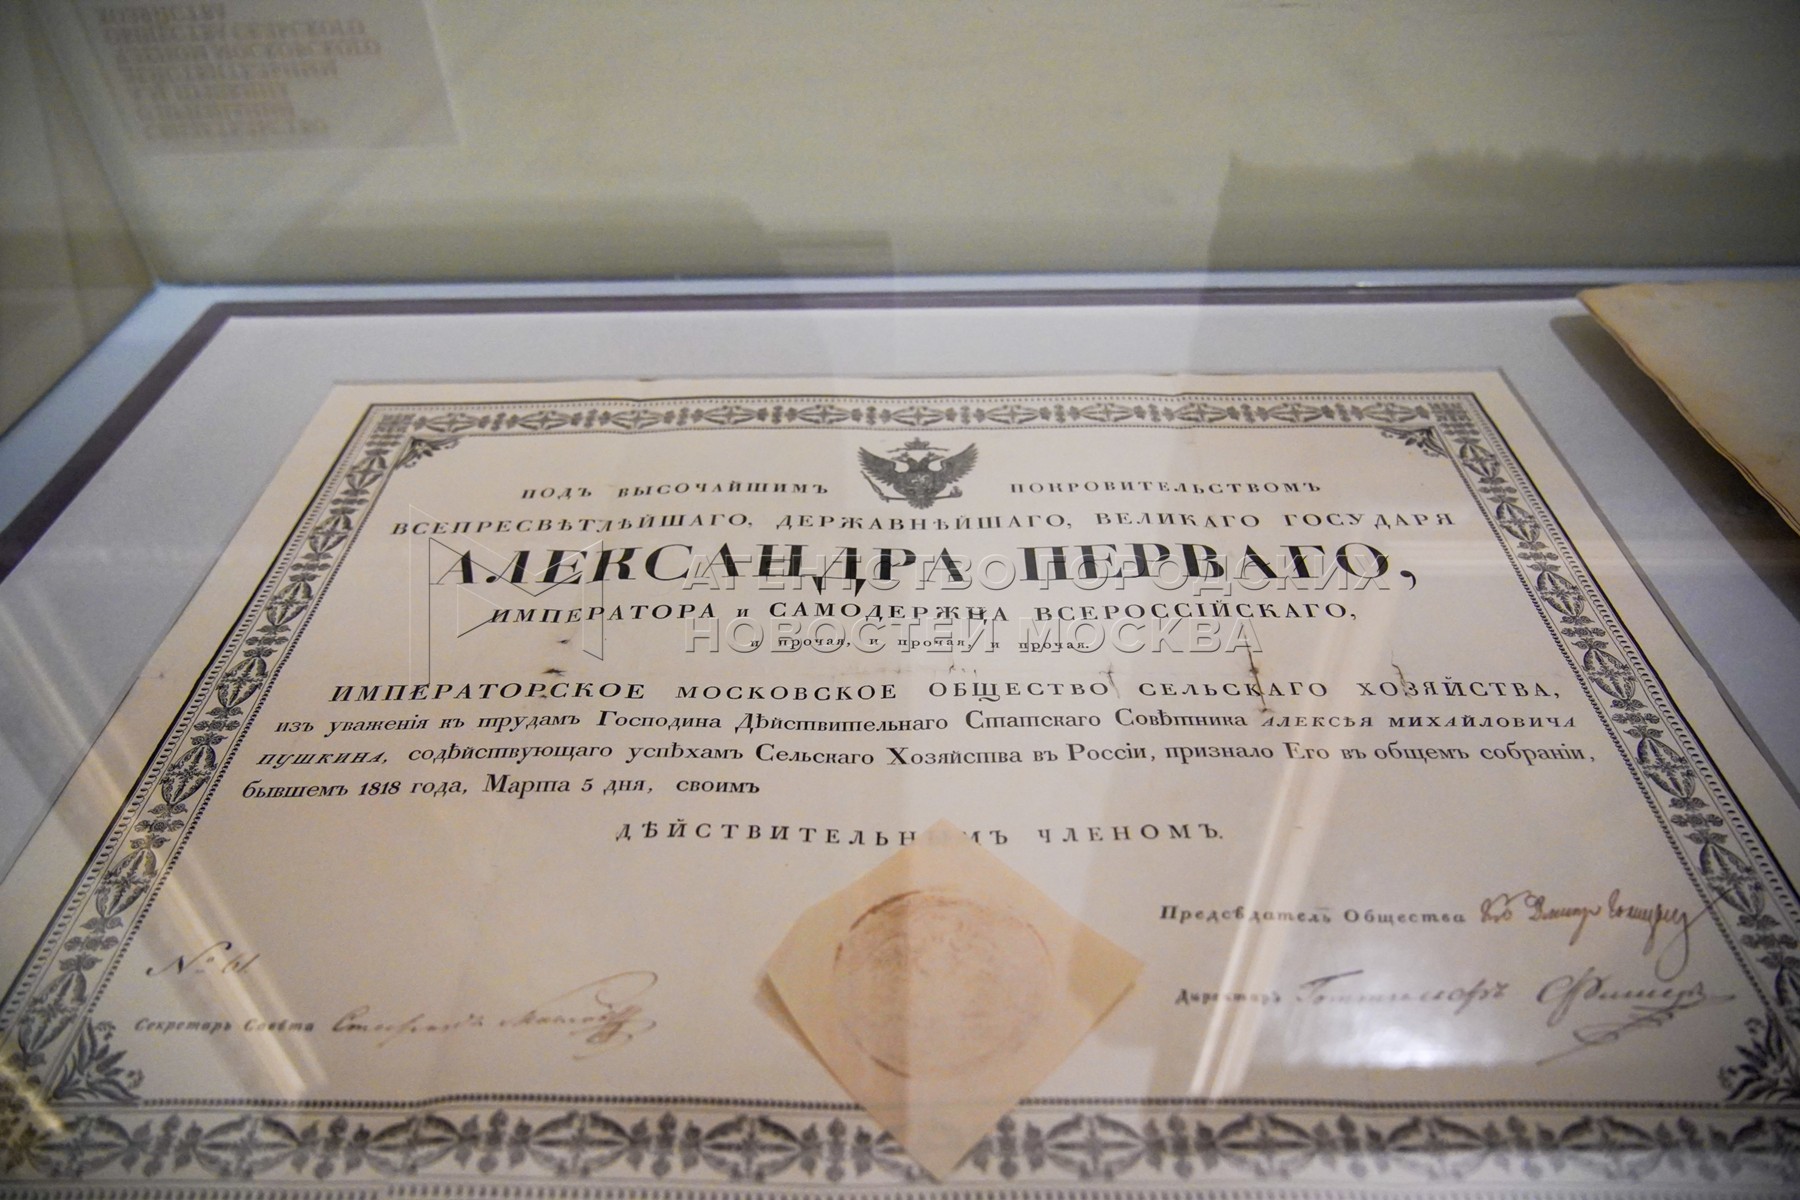 ПОДЪ ВЫСОЧАЙШИМЪ ПОКРОВИТЕЛЬСТВОМЪ
ВСЕПРЕСВѢТЛѢЙШАГО, ДЕРЖАВНѢЙШАГО, ВЕЛИКАГО ГОСУДАРЯ
АЛЕКСАНДРА ПЕРВАГО,
ИМПЕРАТОРА и САМОДЕРЖЦА ВСЕРОССІЙСКАГО,
и прочая, и прочая, и прочая.
ИМПЕРАТОРСКОЕ МОСКОВСКОЕ ОБЩЕСТВО СЕЛЬСКАГО ХОЗЯЙСТВА,
изъ уваженія къ трудамъ Господина Дѣйствительнаго Статскаго Совѣтника АЛЕКСѢЯ МИХАЙЛОВИЧА
ПУШКИНА, содѣйствующаго успѣхамъ Сельскаго Хозяйства въ Россіи, признало Его въ общемъ собраніи,
бывшемъ 1818 года, Марта 5 дня, своимъ
ДѢЙСТВИТЕЛЬНЫМЪ ЧЛЕНОМЪ.
Предсѣдатель Общества
№ 61.
Директоръ
Секретарь Совѣта
АГЕНТСТВО ГОРОДСКИХ
НОВОСТЕЙ МОСКВА